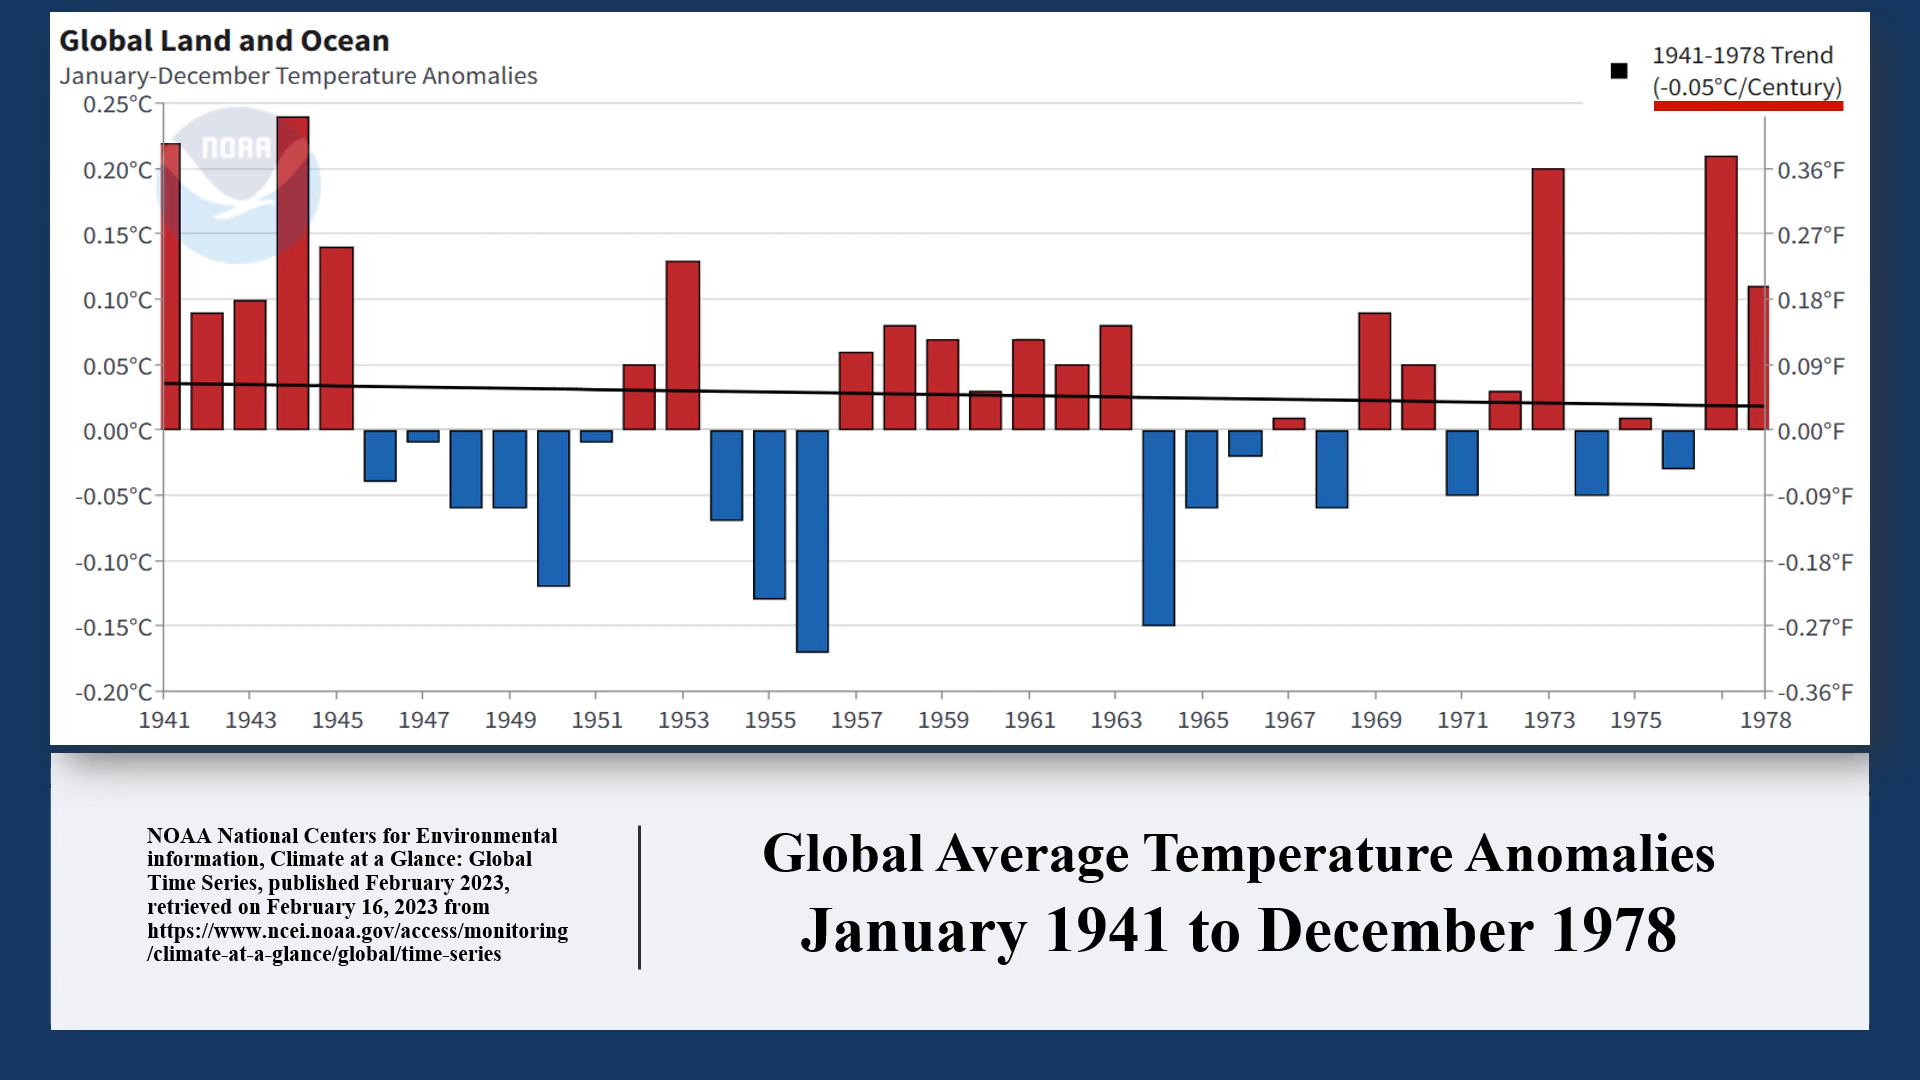 Global Land and Ocean
January-December Temperature Anomalies
1941-1978 Trend
(-0.05°C/Century)
NOAA
0.25°C
0.20°C
0.15°C
0.10°C
0.05°C
0.00°C
-0.05°C
-0.10°C
-0.15°C
-0.20°C
0.36°F
0.27°F
0.18°F
0.09°F
0.00°F
-0.09°F
-0.18°F
-0.27°F
-0.36°F
1941 1943 1945 1947 1949 1951 1953 1955 1957 1959 1961 1963 1965 1967 1969 1971 1973 1975 1978
NOAA National Centers for Environmental
information, Climate at a Glance: Global
Time Series, published February 2023,
retrieved on February 16, 2023 from
https://www.ncei.noaa.gov/access/monitoring
/climate-at-a-glance/global/time-series
Global Average Temperature Anomalies
January 1941 to December 1978